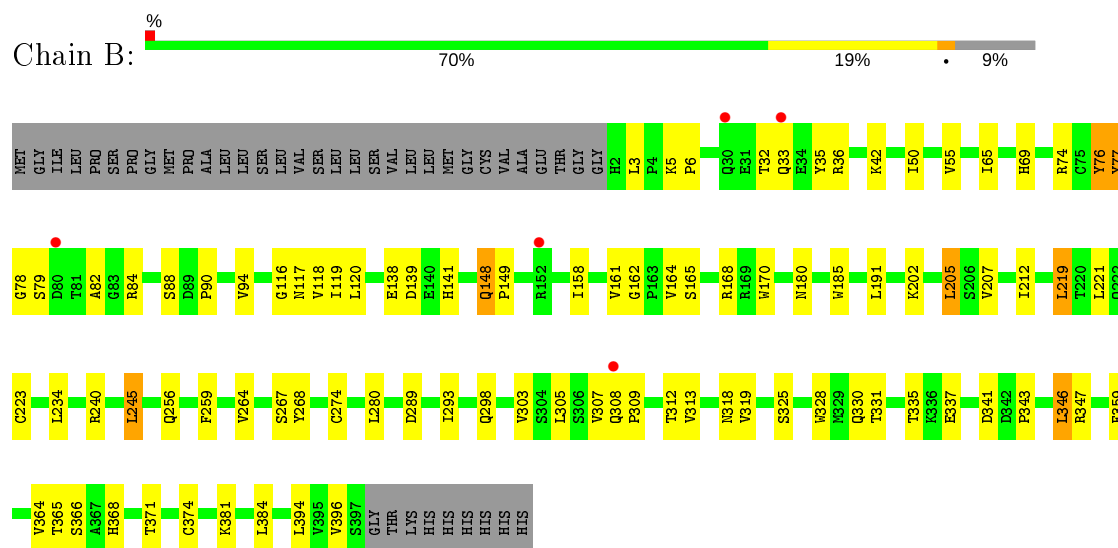 %
Chain B:
70% 19% • 9%
MET GLY ILE LEU PRO SER PRO GLY MET PRO ALA LEU LEU SER LEU VAL SER LEU LEU SER VAL LEU LEU MET GLY CYS VAL ALA GLU THR GLY GLY H2 L3 P4 K5 P6 Q30 E31 T32 Q33 E34 Y35 R36 K42 I50 V55 I65 H69 R74 C75 Y76 Y77
G78 S79 D80 T81 A82 G83 R84 S88 D89 P90 V94 G116 N117 V118 I119 L120 E138 D139 E140 H141 Q148 P149 R152 I158 V161 G162 P163 V164 S165 R168 R169 W170 N180 W185 L191 K202 L205 S206 V207 I212 L219 T220 L221
C223 L234 R240 L245 Q256 F259 V264 S267 Y268 C274 L280 D289 I293 Q298 V303 S304 L305 S306 V307 Q308 P309 T312 V313 N318 V319 S325 W328 M329 Q330 T331 T335 K336 E337 D341 D342 P343 L346 R347
V364 T365 S366 A367 H368 T371 C374 K381 L384 L394 V395 V396 S397 GLY THR LYS HIS HIS HIS HIS HIS